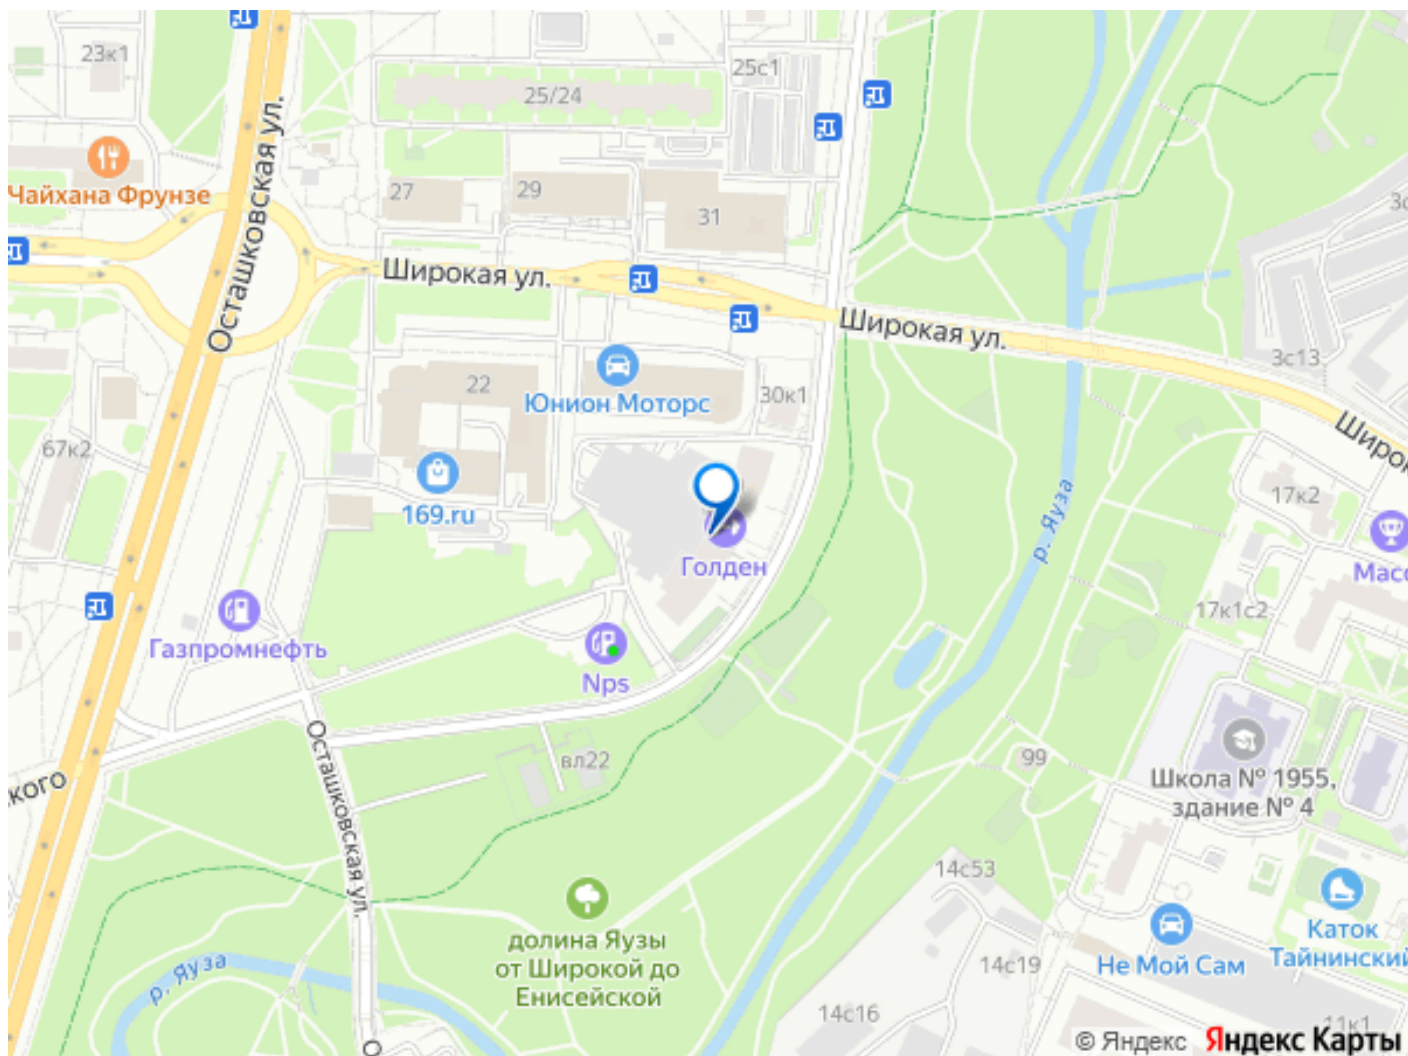 23к1
25с1
25/24
Осташковская ул.
Чайхана Фрунзе
27
29
31
Широкая ул.
Широкая ул.
3с13
22
Юнион Моторс
30к1
67к2
169.ru
17к2
р. Яуза
Голден
17к1с2
Газпромнефть
Nps
Осташковская ул.
вл22
99
Школа № 1955,
здание № 4
14с53
долина Яузы
от Широкой до
Енисейской
р. Яуза
Не Мой Сам
Каток
Тайнинский
14с19
14с16
11к1
© Яндекс Яндекс Карты